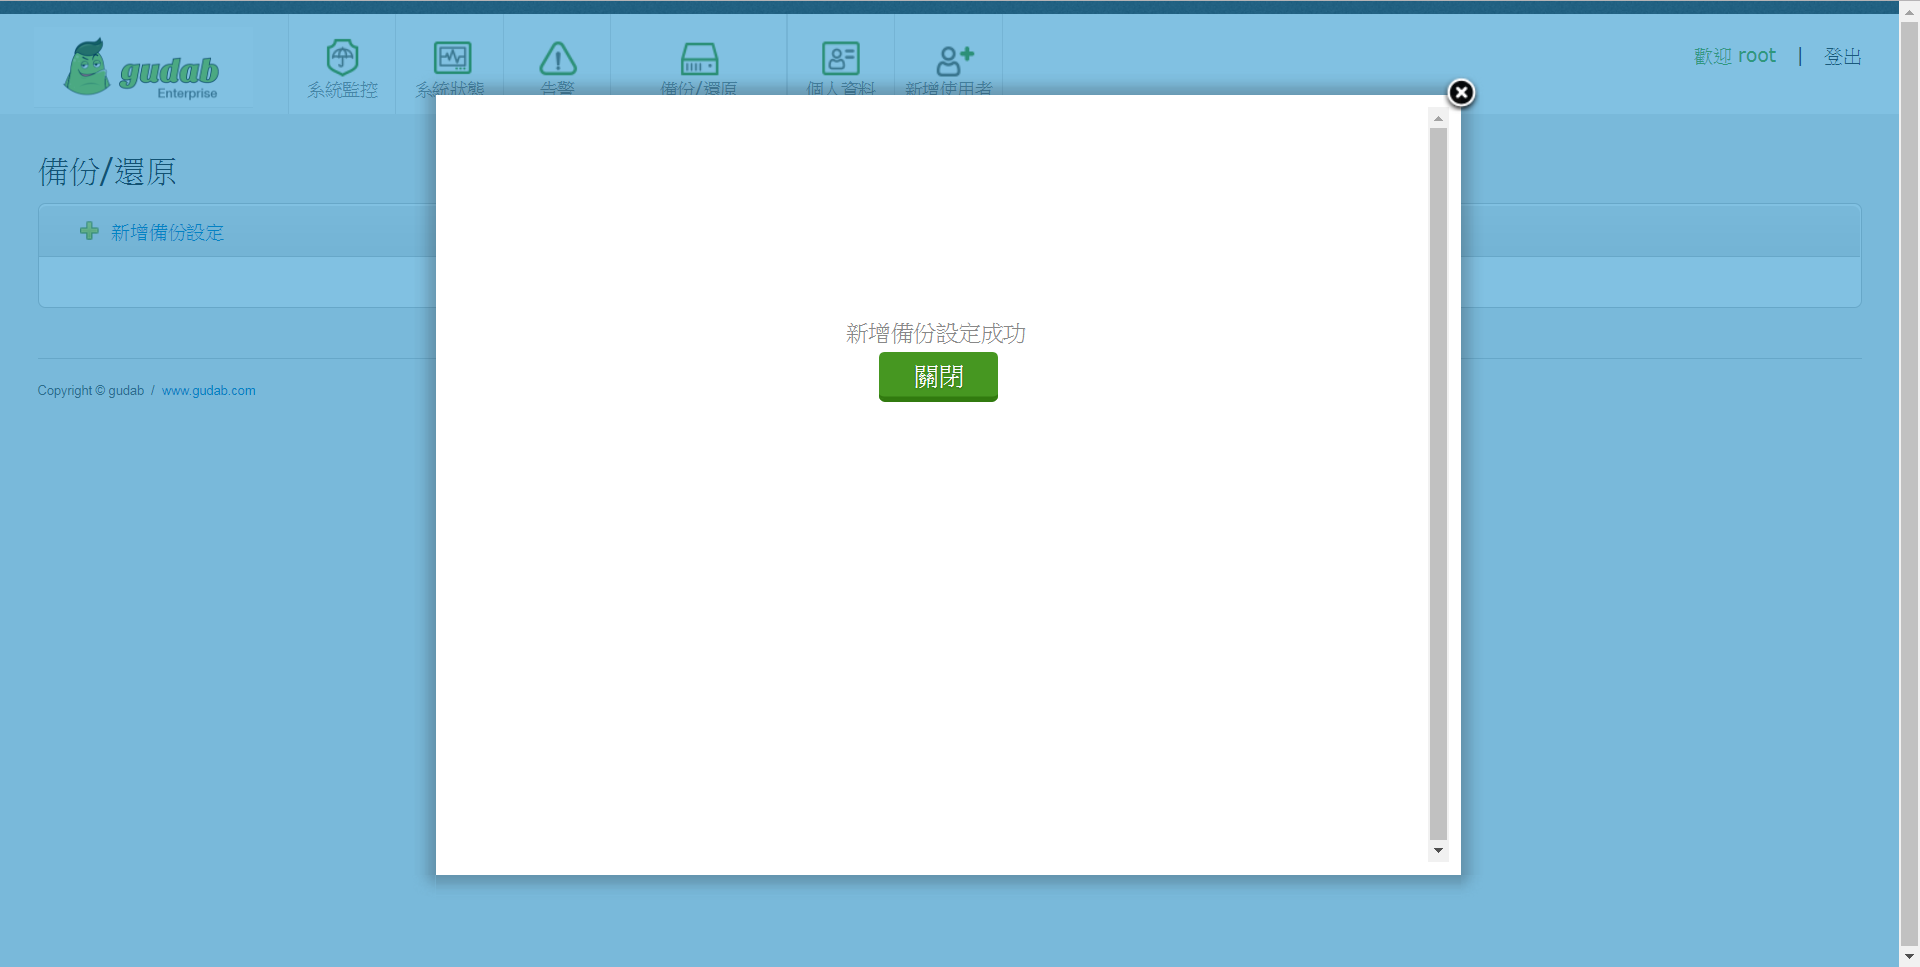 gudab
Enterprise
系統監控
系統狀態
告警
備份/還原
個人資料
新增使用者
歡迎 root | 登出
備份/還原
新增備份設定
新增備份設定成功
關閉
Copyright © gudab / www.gudab.com